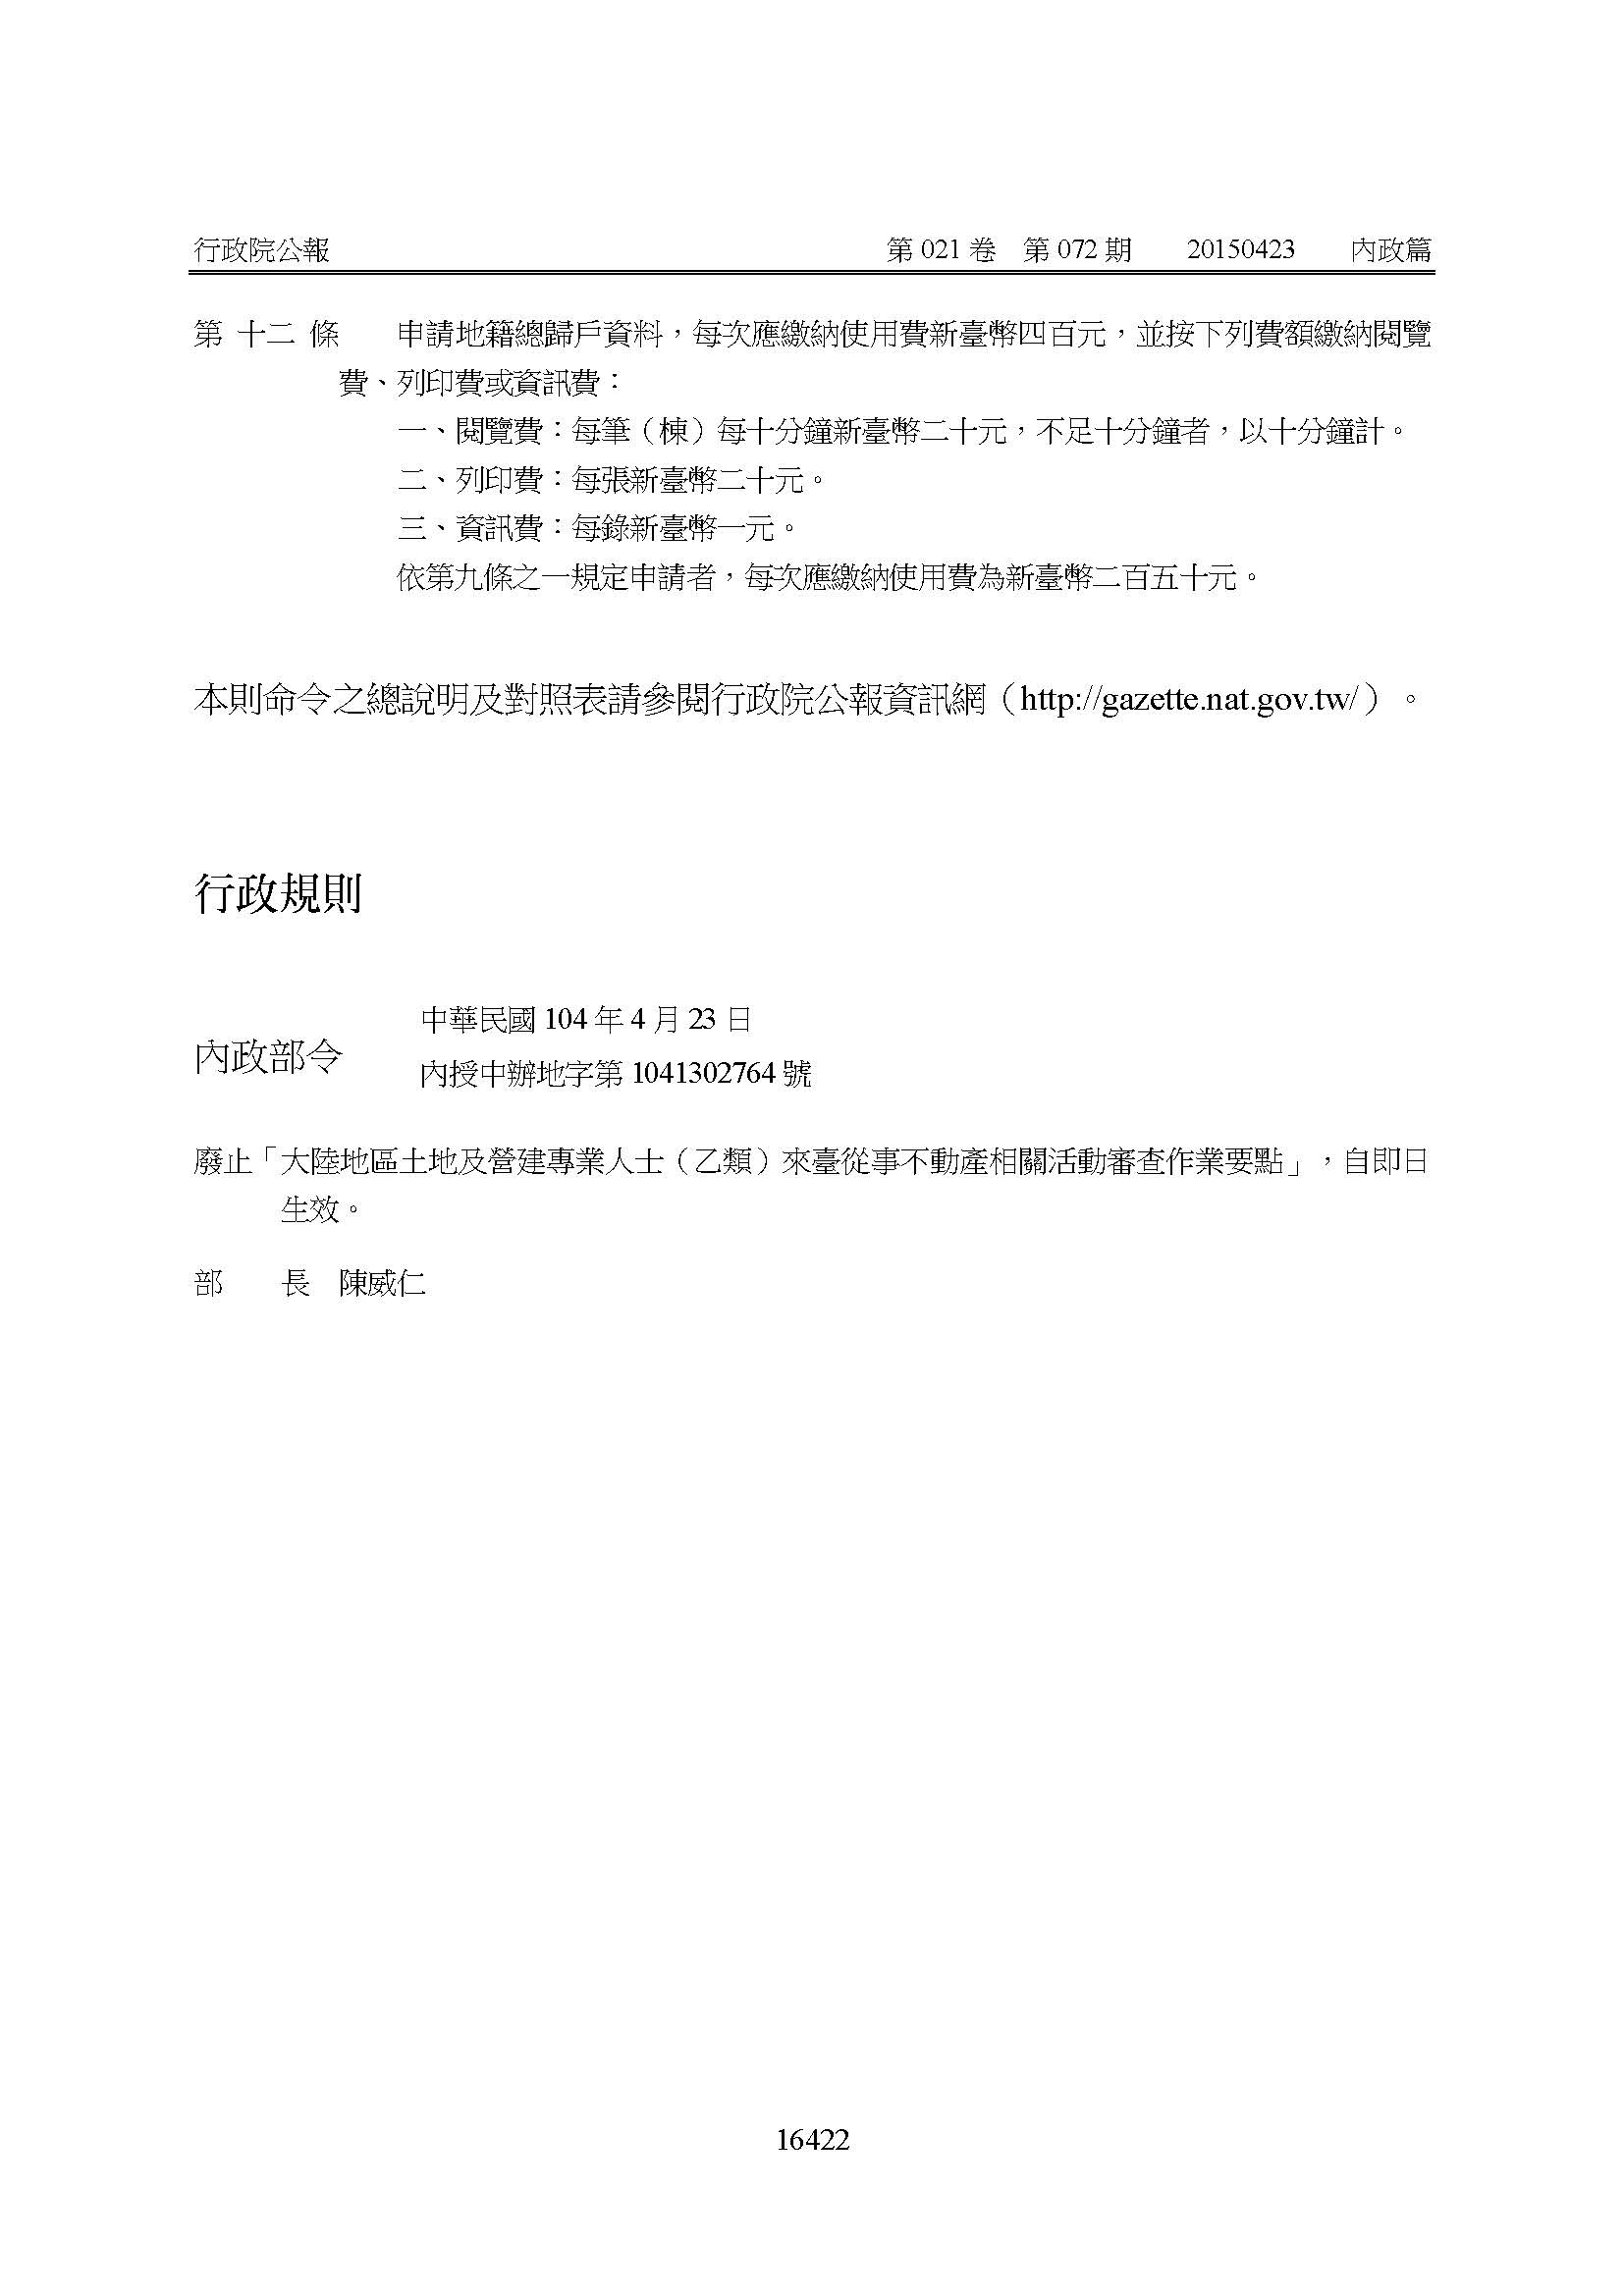 行政院公報 第 021 卷 第 072 期 20150423 內政篇
第 十二 條 申請地籍總歸戶資料，每次應繳納使用費新臺幣四百元，並按下列費額繳納閱覽
費、列印費或資訊費：
一、閱覽費：每筆（棟）每十分鐘新臺幣二十元，不足十分鐘者，以十分鐘計。
二、列印費：每張新臺幣二十元。
三、資訊費：每錄新臺幣一元。
依第九條之一規定申請者，每次應繳納使用費為新臺幣二百五十元。
本則命令之總說明及對照表請參閱行政院公報資訊網（http://gazette.nat.gov.tw/）。
行政規則
內政部令
中華民國 104 年 4 月 23 日
內授中辦地字第 1041302764 號
廢止「大陸地區土地及營建專業人士（乙類）來臺從事不動產相關活動審查作業要點」，自即日
生效。
部 長 陳威仁
16422